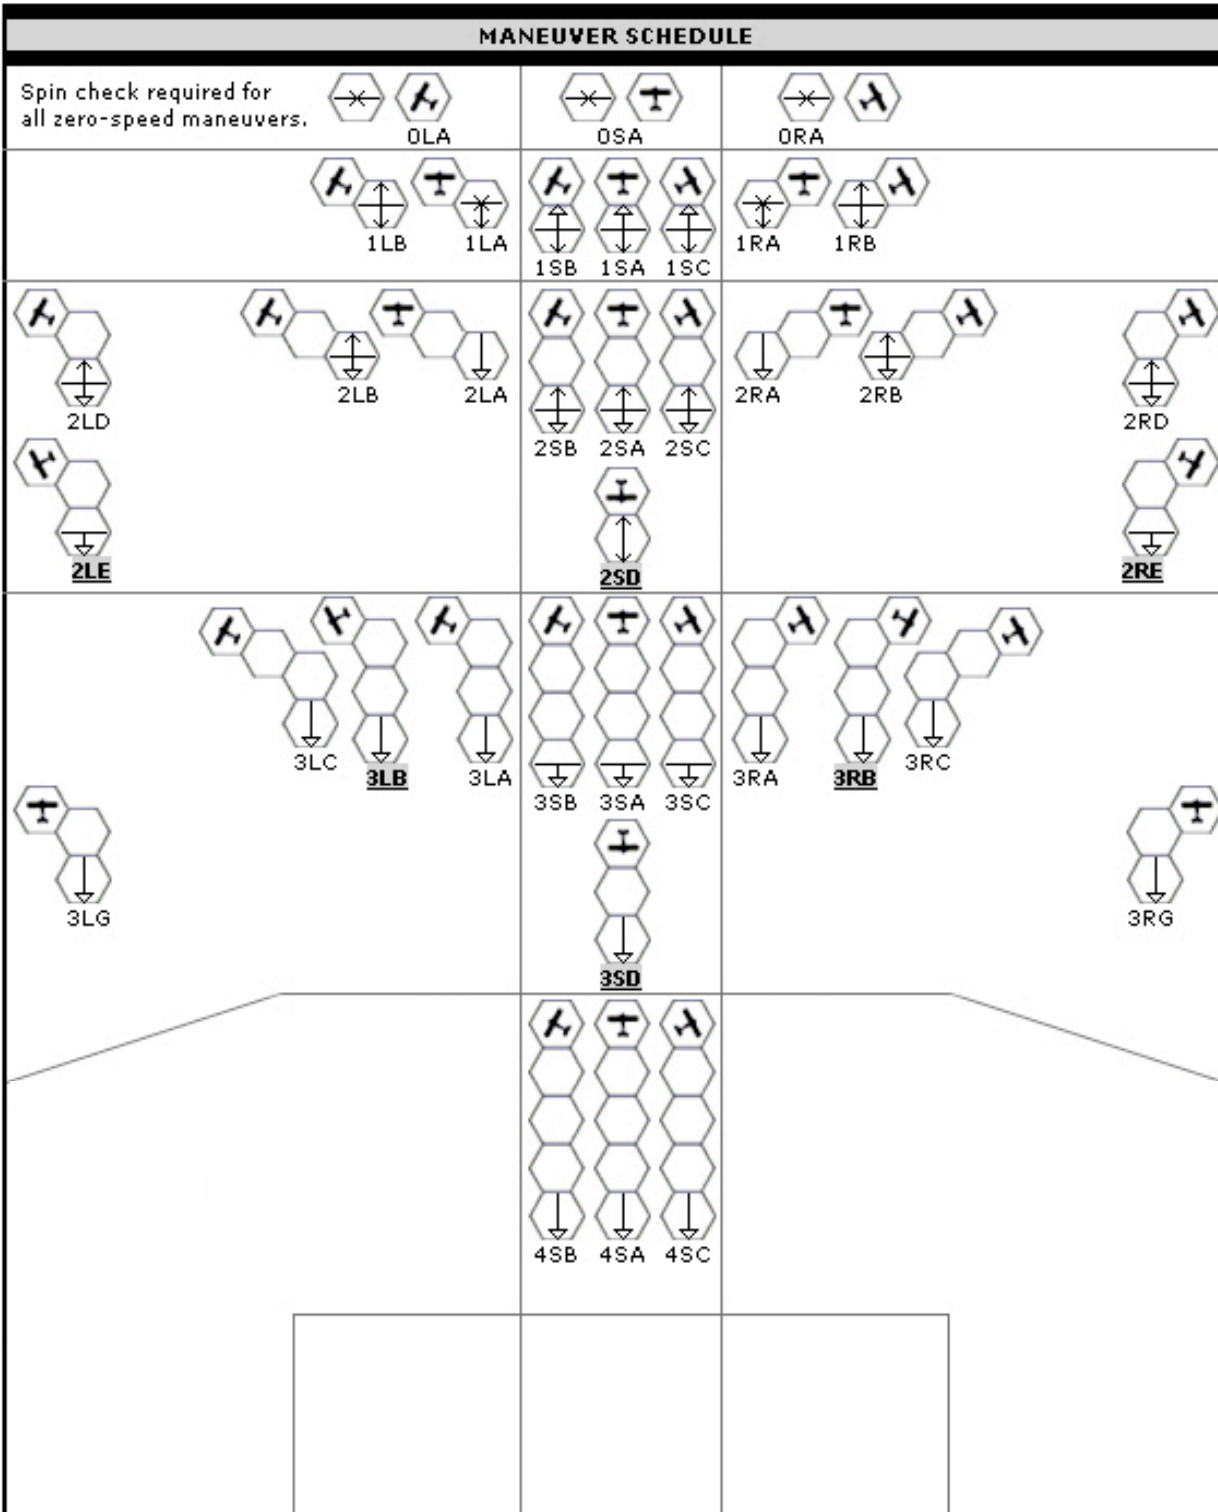 MANEUVER SCHEDULE
Spin check required for
all zero-speed maneuvers.
0LA
0SA
0RA
1LB
1LA
1SB
1SA
1SC
1RA
1RB
2LD
2LB
2LA
2SB
2SA
2SC
2RA
2RB
2RD
2LE
2SD
2RE
3LC
3LB
3LA
3SB
3SA
3SC
3RA
3RB
3RC
3LG
3RG
3SD
4SB
4SA
4SC